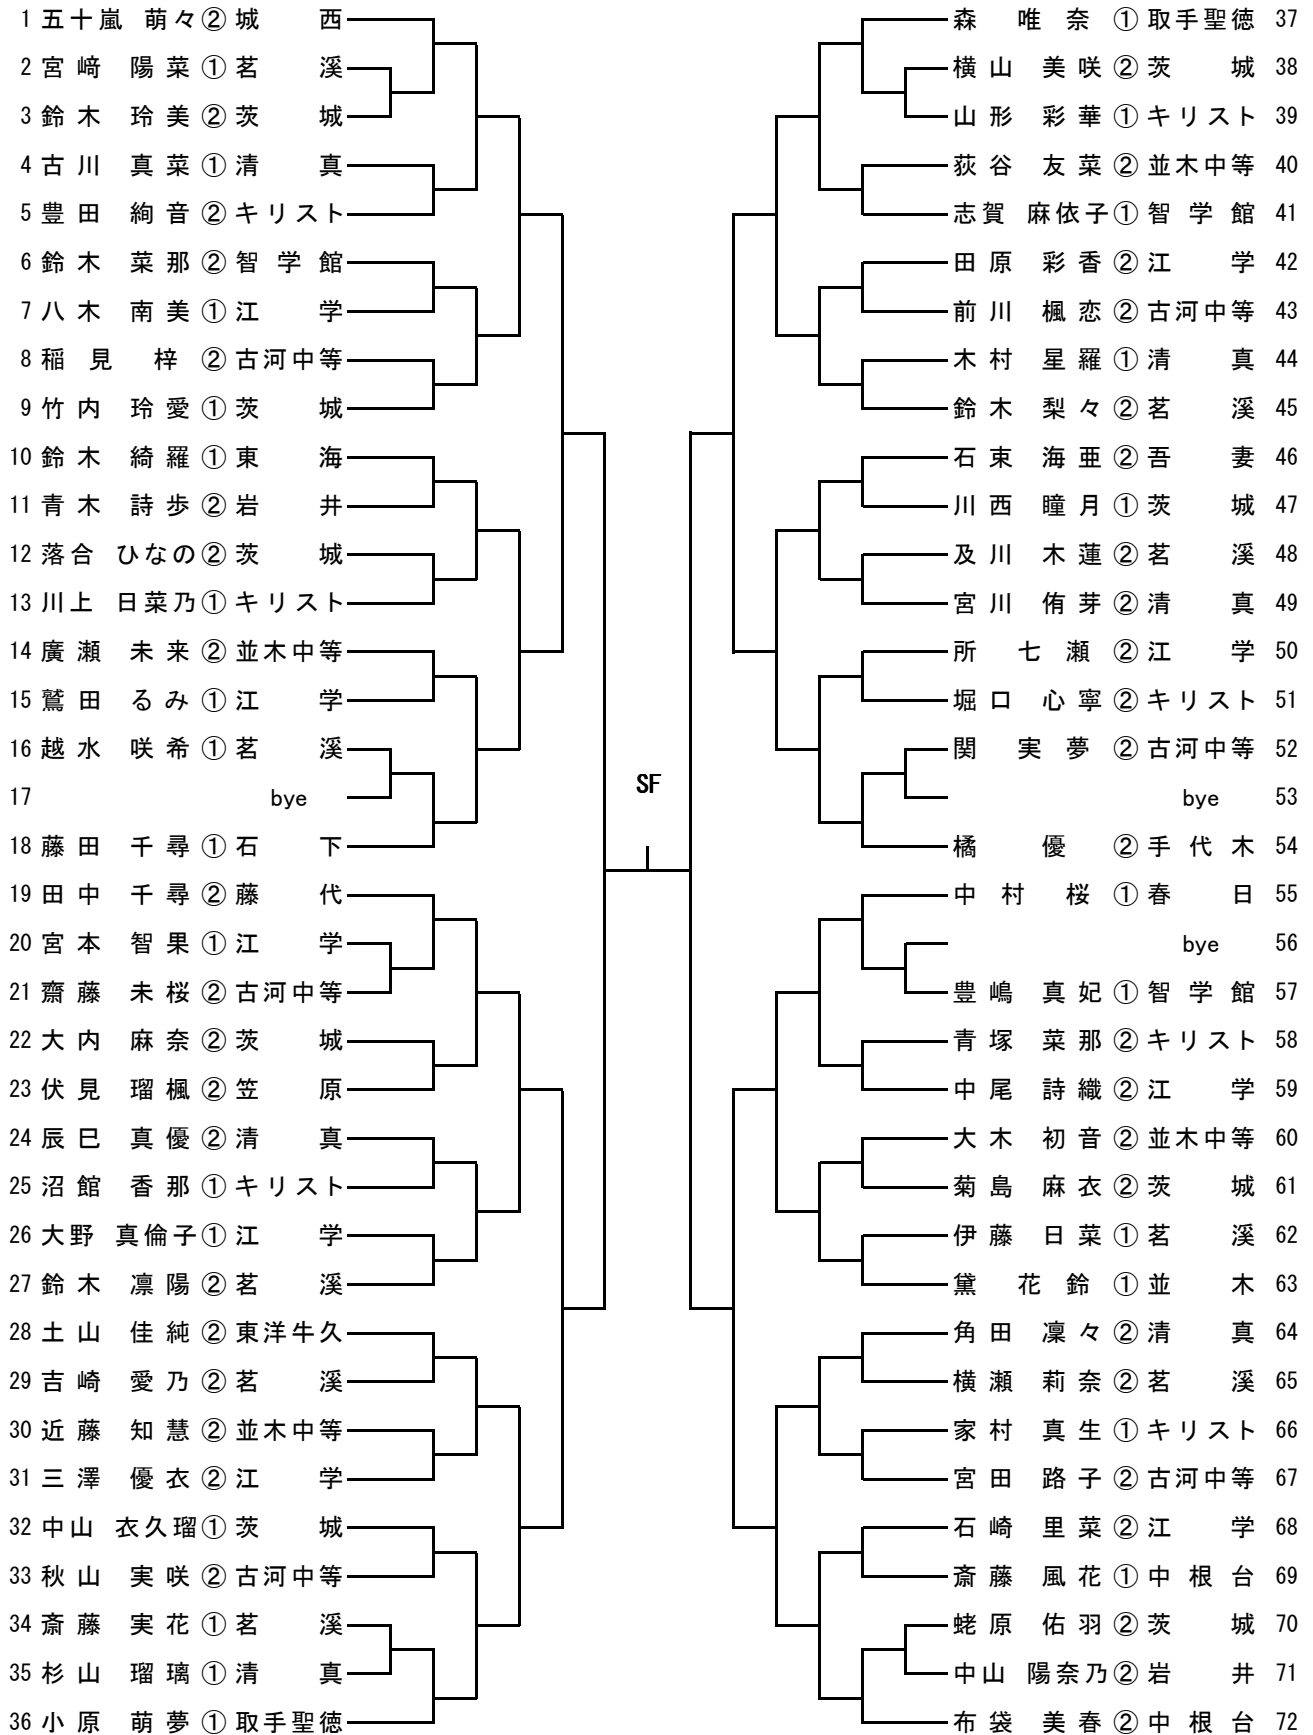 1 五十嵐 萌々 ② 城西
2 宮﨑 陽菜 ① 茗溪
3 鈴木 玲美 ② 茨城
4 古川 真菜 ① 清真
5 豊田 絢音 ② キリスト
6 鈴木 菜那 ② 智学館
7 八木 南美 ① 江学
8 稲見 梓 ② 古河中等
9 竹内 玲愛 ① 茨城
10 鈴木 綺羅 ① 東海
11 青木 詩歩 ② 岩井
12 落合 ひなの ② 茨城
13 川上 日菜乃 ① キリスト
14 廣瀬 未来 ② 並木中等
15 鷲田 るみ ① 江学
16 越水 咲希 ① 茗溪
17 bye
18 藤田 千尋 ① 石下
19 田中 千尋 ② 藤代
20 宮本 智果 ① 江学
21 齋藤 未桜 ② 古河中等
22 大内 麻奈 ② 茨城
23 伏見 瑠楓 ② 笠原
24 辰巳 真優 ② 清真
25 沼館 香那 ① キリスト
26 大野 真倫子 ① 江学
27 鈴木 凛陽 ② 茗溪
28 土山 佳純 ② 東洋牛久
29 吉崎 愛乃 ② 茗溪
30 近藤 知慧 ② 並木中等
31 三澤 優衣 ② 江学
32 中山 衣久瑠 ① 茨城
33 秋山 実咲 ② 古河中等
34 斎藤 実花 ① 茗溪
35 杉山 瑠璃 ① 清真
36 小原 萌夢 ① 取手聖徳
SF
森 唯奈 ① 取手聖徳 37
横山 美咲 ② 茨城 38
山形 彩華 ① キリスト 39
荻谷 友菜 ② 並木中等 40
志賀 麻依子 ① 智学館 41
田原 彩香 ② 江学 42
前川 楓恋 ② 古河中等 43
木村 星羅 ① 清真 44
鈴木 梨々 ② 茗溪 45
石束 海亜 ② 吾妻 46
川西 瞳月 ① 茨城 47
及川 木蓮 ② 茗溪 48
宮川 侑芽 ② 清真 49
所 七瀬 ② 江学 50
堀口 心寧 ② キリスト 51
関 実夢 ② 古河中等 52
bye 53
橘 優 ② 手代木 54
中村 桜 ① 春日 55
bye 56
豊嶋 真妃 ① 智学館 57
青塚 菜那 ② キリスト 58
中尾 詩織 ② 江学 59
大木 初音 ② 並木中等 60
菊島 麻衣 ② 茨城 61
伊藤 日菜 ① 茗溪 62
黛 花鈴 ① 並木 63
角田 凜々 ② 清真 64
横瀬 莉奈 ② 茗溪 65
家村 真生 ① キリスト 66
宮田 路子 ② 古河中等 67
石崎 里菜 ② 江学 68
斎藤 風花 ① 中根台 69
蛯原 佑羽 ② 茨城 70
中山 陽奈乃 ② 岩井 71
布袋 美春 ② 中根台 72